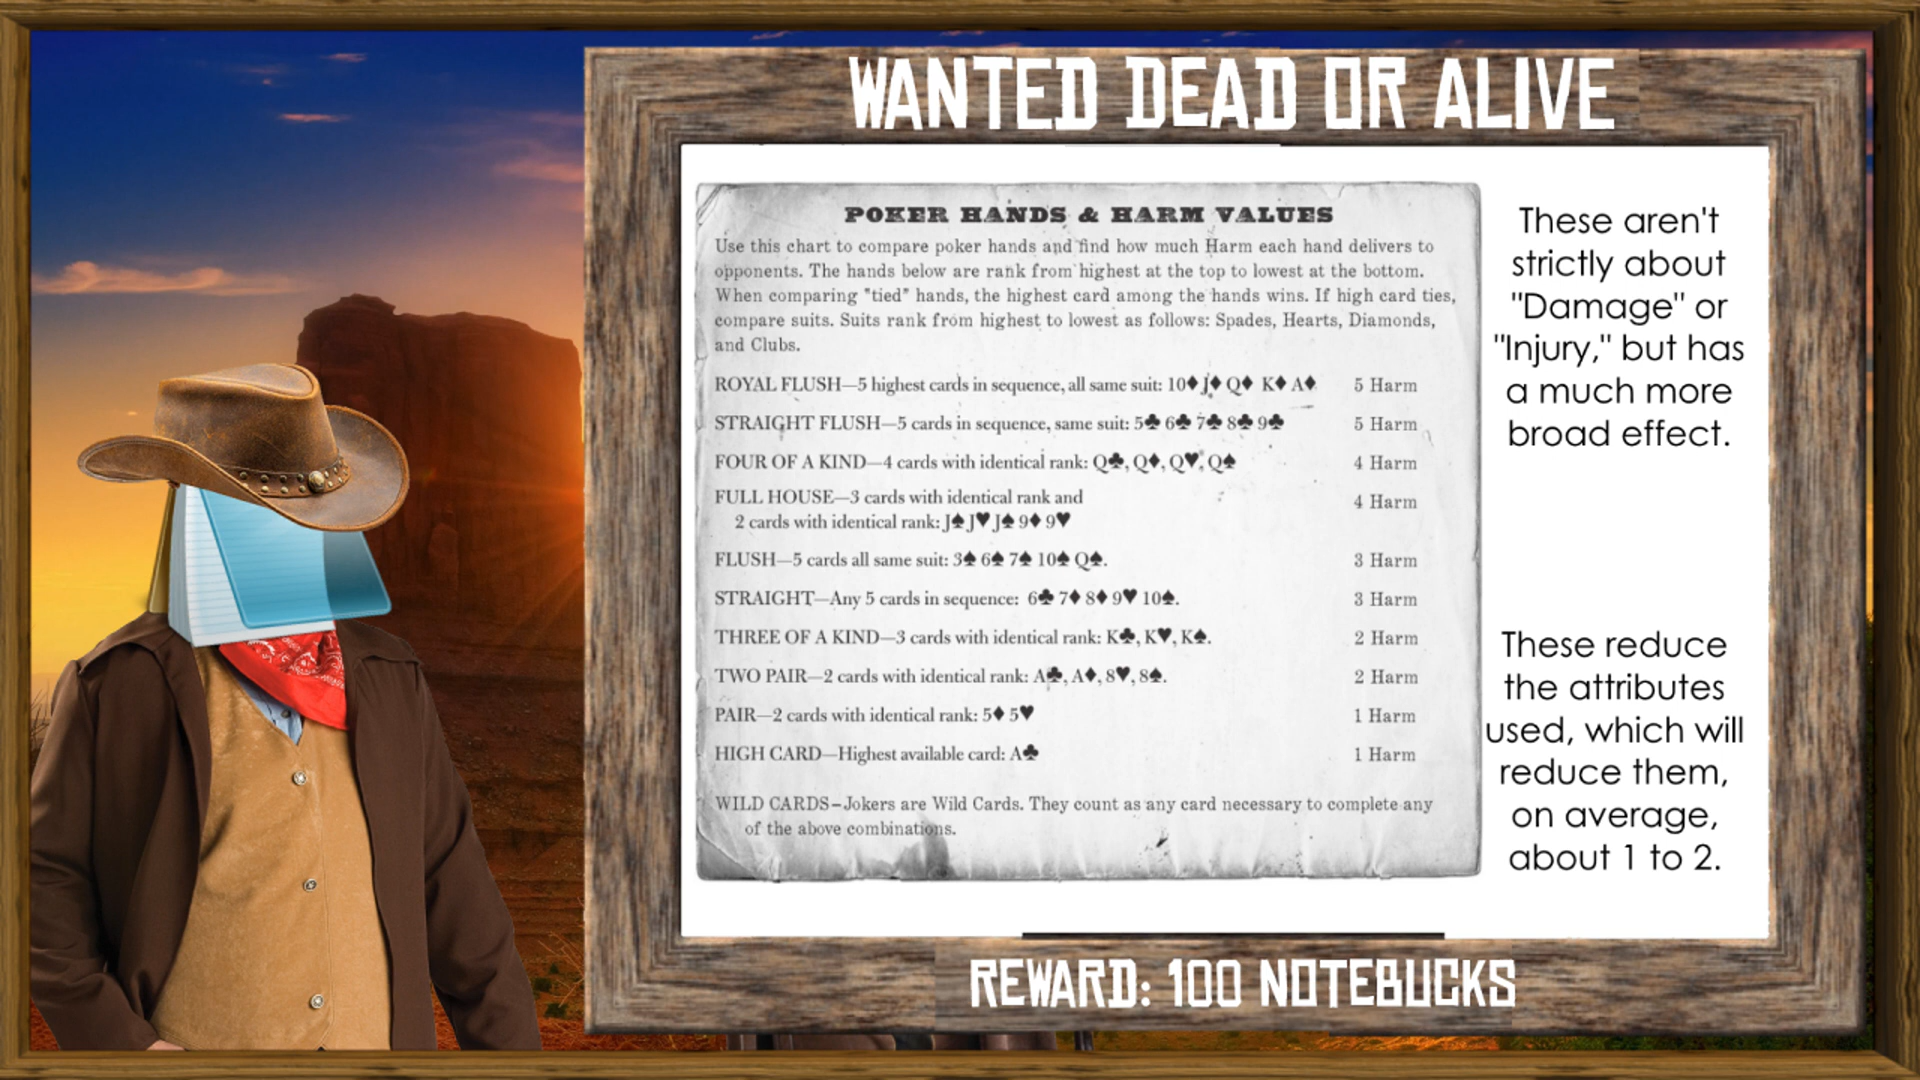 WANTED DEAD OR ALIVE
POKER HANDS & HARM VALUES
Use this chart to compare poker hands and find how much Harm each hand delivers to
opponents. The hands below are rank from highest at the top to lowest at the bottom.
When comparing "tied" hands, the highest card among the hands wins. If high card ties,
compare suits. Suits rank from highest to lowest as follows: Spades, Hearts, Diamonds,
and Clubs.
ROYAL FLUSH—5 highest cards in sequence, all same suit: 10♦ J♦ Q♦ K♦ A♦ 5 Harm
STRAIGHT FLUSH—5 cards in sequence, same suit: 5♣ 6♣ 7♣ 8♣ 9♣ 5 Harm
FOUR OF A KIND—4 cards with identical rank: Q♣, Q♦, Q♥, Q♠ 4 Harm
FULL HOUSE—3 cards with identical rank and 4 Harm
2 cards with identical rank: J♠ J♥ J♠ 9♦ 9♥
FLUSH—5 cards all same suit: 3♠ 6♠ 7♠ 10♠ Q♠. 3 Harm
STRAIGHT—Any 5 cards in sequence: 6♣ 7♦ 8♦ 9♥ 10♠. 3 Harm
THREE OF A KIND—3 cards with identical rank: K♣, K♥, K♠. 2 Harm
TWO PAIR—2 cards with identical rank: A♣, A♦, 8♥, 8♠. 2 Harm
PAIR—2 cards with identical rank: 5♦ 5♥ 1 Harm
HIGH CARD—Highest available card: A♣ 1 Harm
WILD CARDS–Jokers are Wild Cards. They count as any card necessary to complete any
of the above combinations.
These aren't
strictly about
"Damage" or
"Injury," but has
a much more
broad effect.
These reduce
the attributes
used, which will
reduce them,
on average,
about 1 to 2.
REWARD: 100 NOTEBUCKS